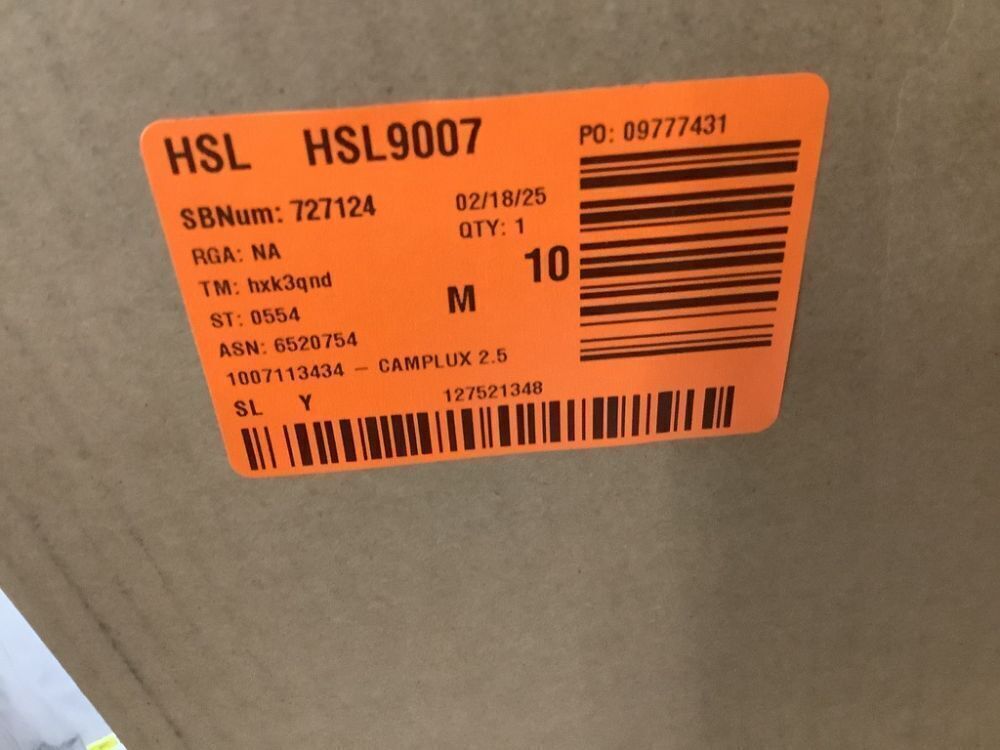 HSL HSL9007
PO: 09777431
SBNum: 727124
02/18/25
RGA: NA
QTY: 1
TM: hxk3qnd
M
10
ST: 0554
ASN: 6520754
1007113434 – CAMPLUX 2.5
SL Y
127521348